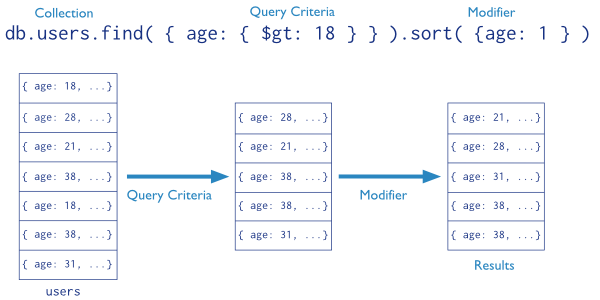 Collection
Query Criteria
Modifier
db.users.find( { age: { $gt: 18 } } ).sort( {age: 1 } )
{ age: 18, ...}
{ age: 28, ...}
{ age: 21, ...}
{ age: 38, ...}
{ age: 18, ...}
{ age: 38, ...}
{ age: 31, ...}
users
Query Criteria
{ age: 28, ...}
{ age: 21, ...}
{ age: 38, ...}
{ age: 38, ...}
{ age: 31, ...}
Modifier
{ age: 21, ...}
{ age: 28, ...}
{ age: 31, ...}
{ age: 38, ...}
{ age: 38, ...}
Results